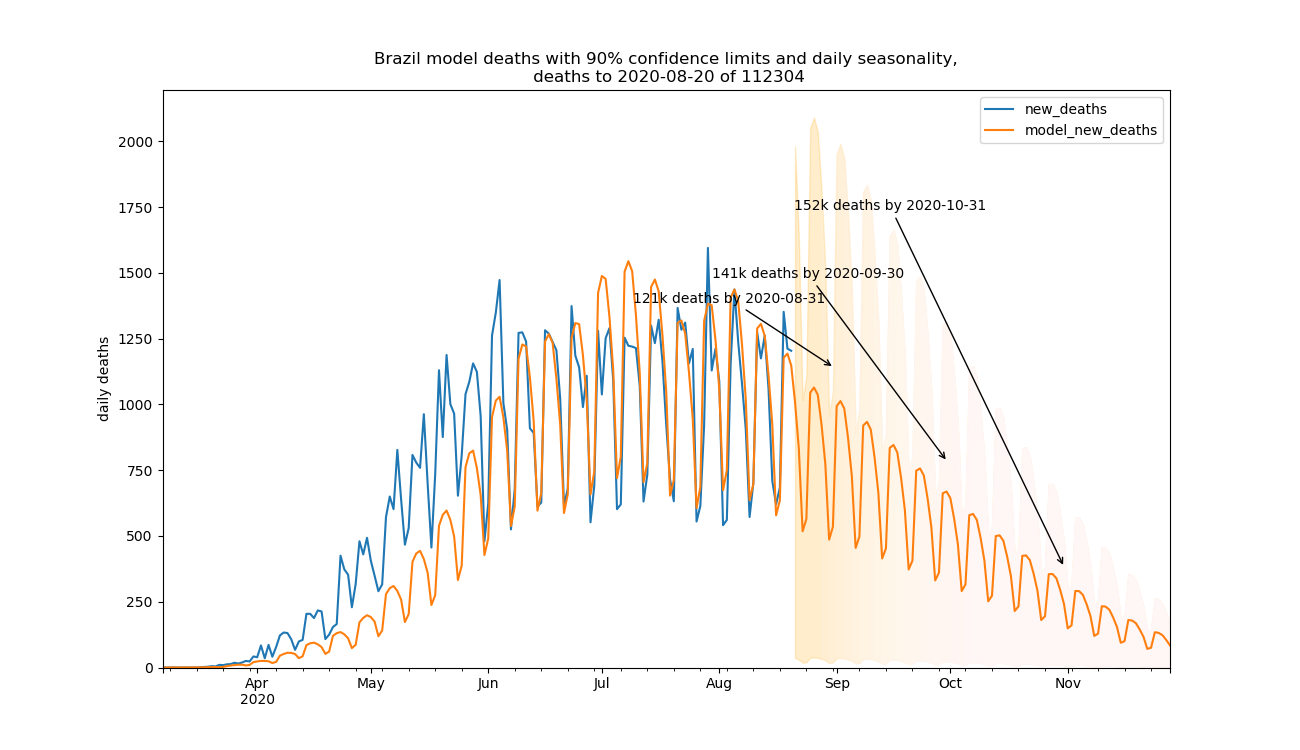 Brazil model deaths with 90% confidence limits and daily seasonality,
deaths to 2020-08-20 of 112304
new_deaths
model_new_deaths
daily deaths
2000
1750
1500
1250
1000
750
500
250
0
152k deaths by 2020-10-31
141k deaths by 2020-09-30
121k deaths by 2020-08-31
Apr
2020
May
Jun
Jul
Aug
Sep
Oct
Nov